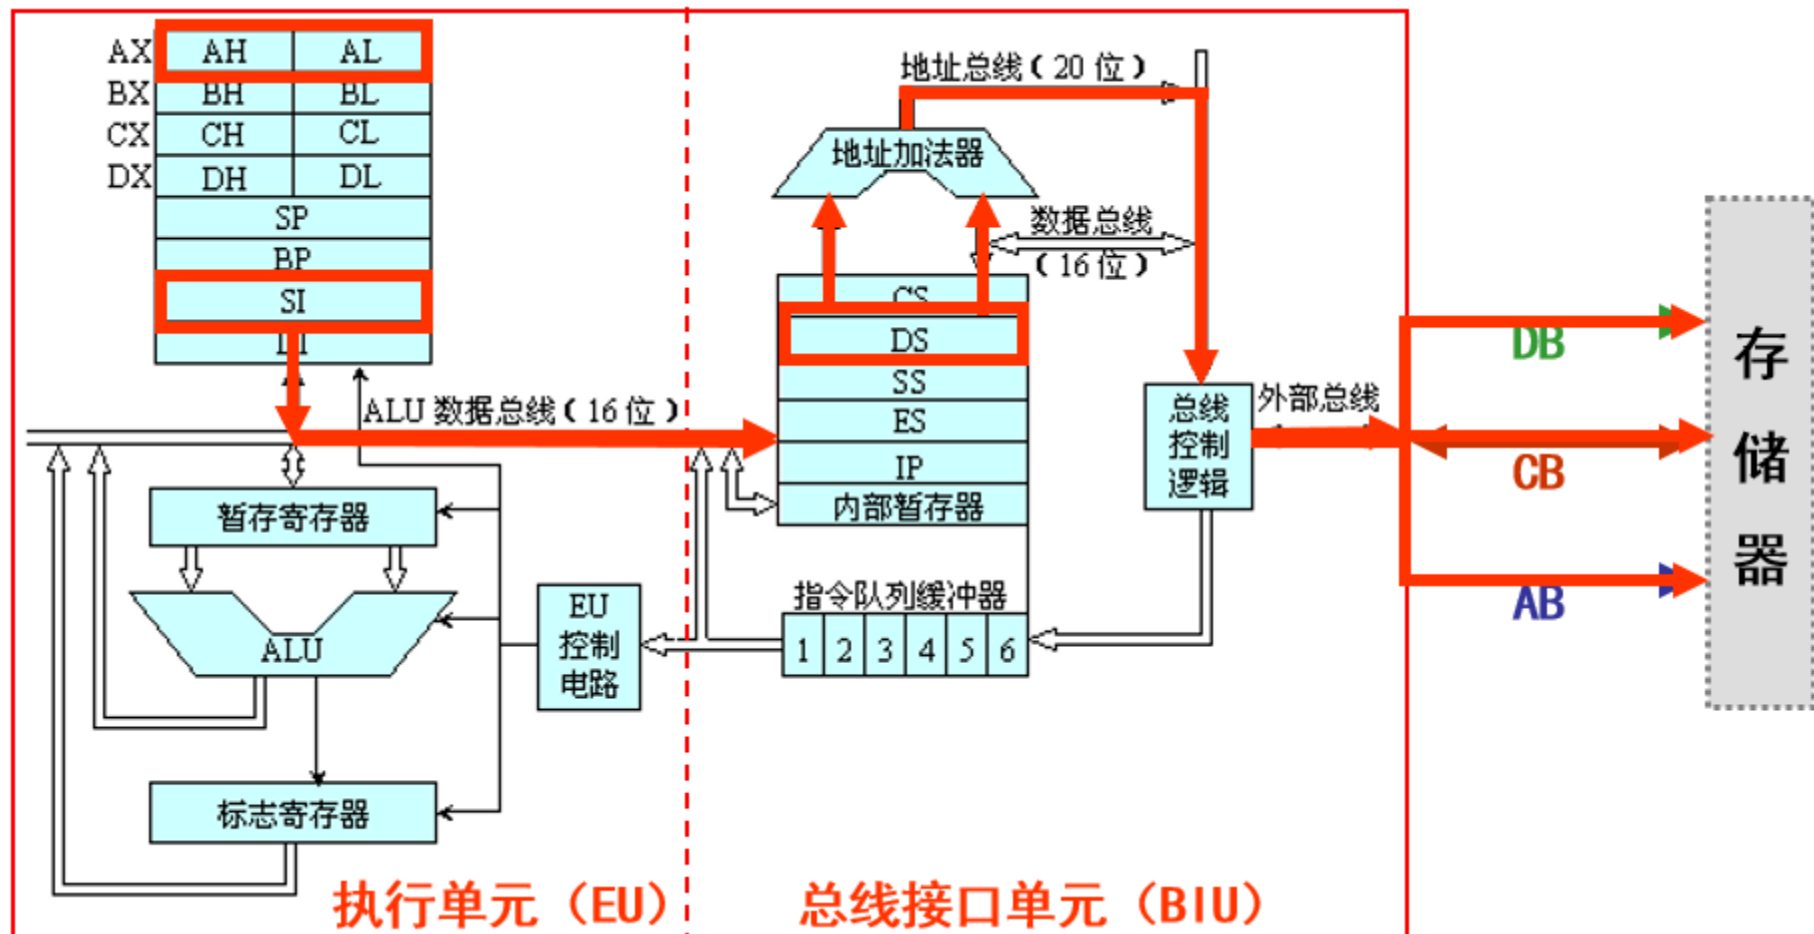 AX AH AL
BX BH BL
CX CH CL
DX DH DL
SP
BP
SI
ALU 数据总线（16 位）
暂存寄存器
ALU
标志寄存器
EU
控制
电路
执行单元（EU）
地址总线（20 位）
地址加法器
数据总线
（16 位）
CS
DS
SS
ES
IP
内部暂存器
指令队列缓冲器
1 2 3 4 5 6
总线
控制
逻辑
外部总线
总线接口单元（BIU）
DB
CB
AB
存
储
器